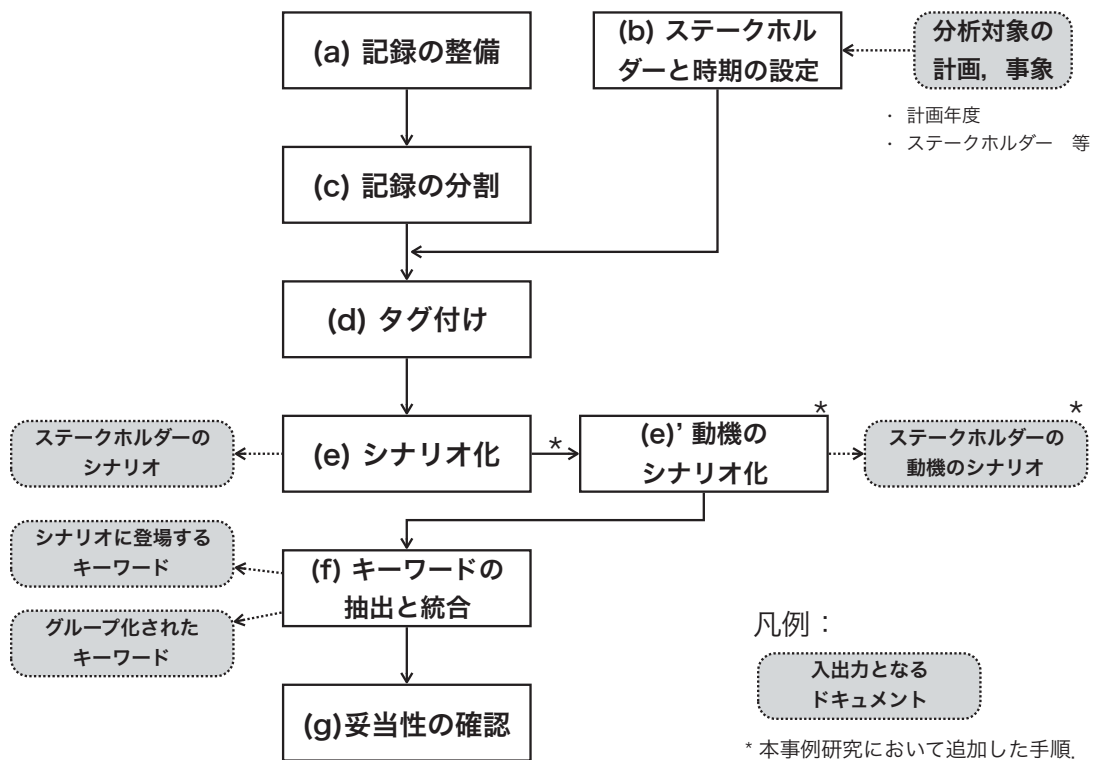 (a) 記録の整備
(b) ステークホル
ダーと時期の設定
分析対象の
計画，事象
・ 計画年度
・ ステークホルダー　等
(c) 記録の分割
(d) タグ付け
ステークホルダーの
シナリオ
(e) シナリオ化
*
(e)’ 動機の
シナリオ化
*
ステークホルダーの
動機のシナリオ
*
シナリオに登場する
キーワード
グループ化された
キーワード
(f) キーワードの
抽出と統合
(g)妥当性の確認
凡例：
入出力となる
ドキュメント
* 本事例研究において追加した手順．